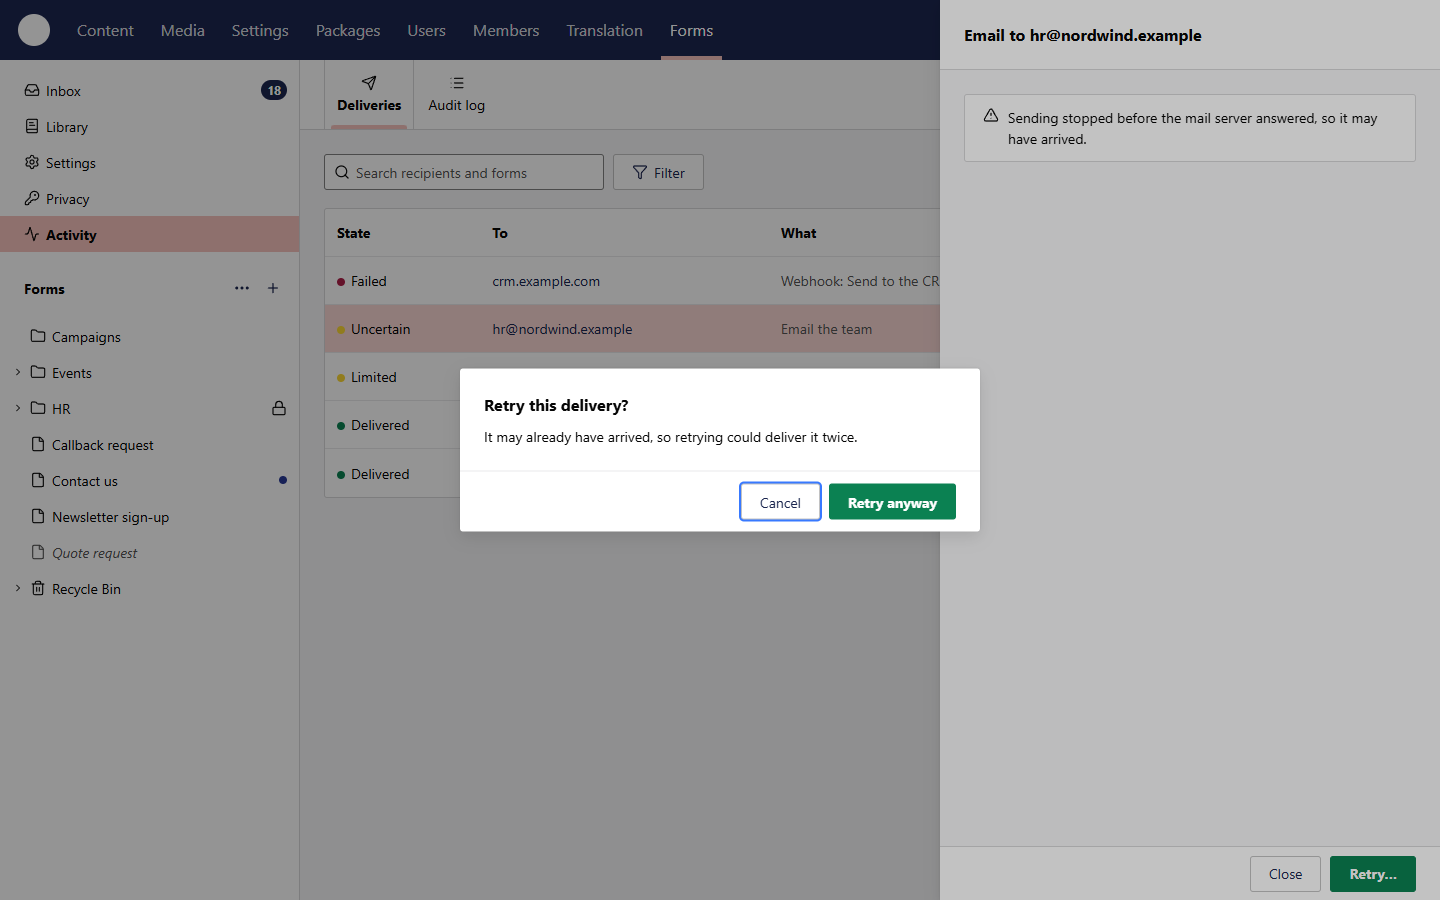 Content
Media
Settings
Packages
Users
Members
Translation
Forms
Email to hr@nordwind.example
Inbox
18
Library
Settings
Privacy
Activity
Forms
Campaigns
Events
HR
Callback request
Contact us
Newsletter sign-up
Quote request
Recycle Bin
Deliveries
Audit log
Search recipients and forms
Filter
State
To
What
Failed
crm.example.com
Webhook: Send to the CR
Uncertain
hr@nordwind.example
Email the team
Limited
Delivered
Delivered
Sending stopped before the mail server answered, so it may
have arrived.
Retry this delivery?
It may already have arrived, so retrying could deliver it twice.
Cancel
Retry anyway
Close
Retry...